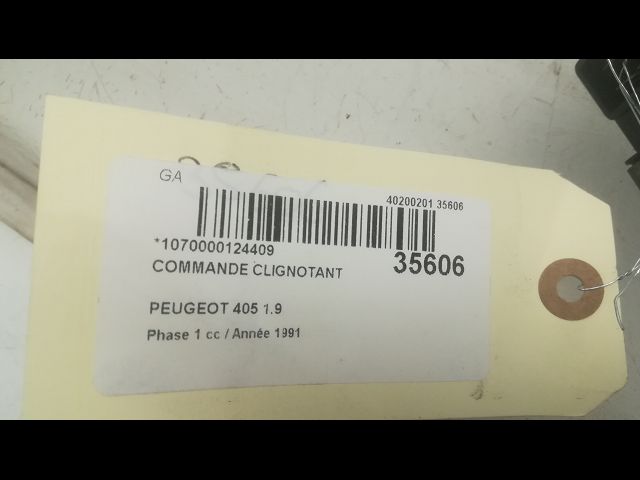 GA
40200201 35606
*1070000124409
35606
COMMANDE CLIGNOTANT
PEUGEOT 405 1.9
Phase 1 cc / Année 1991